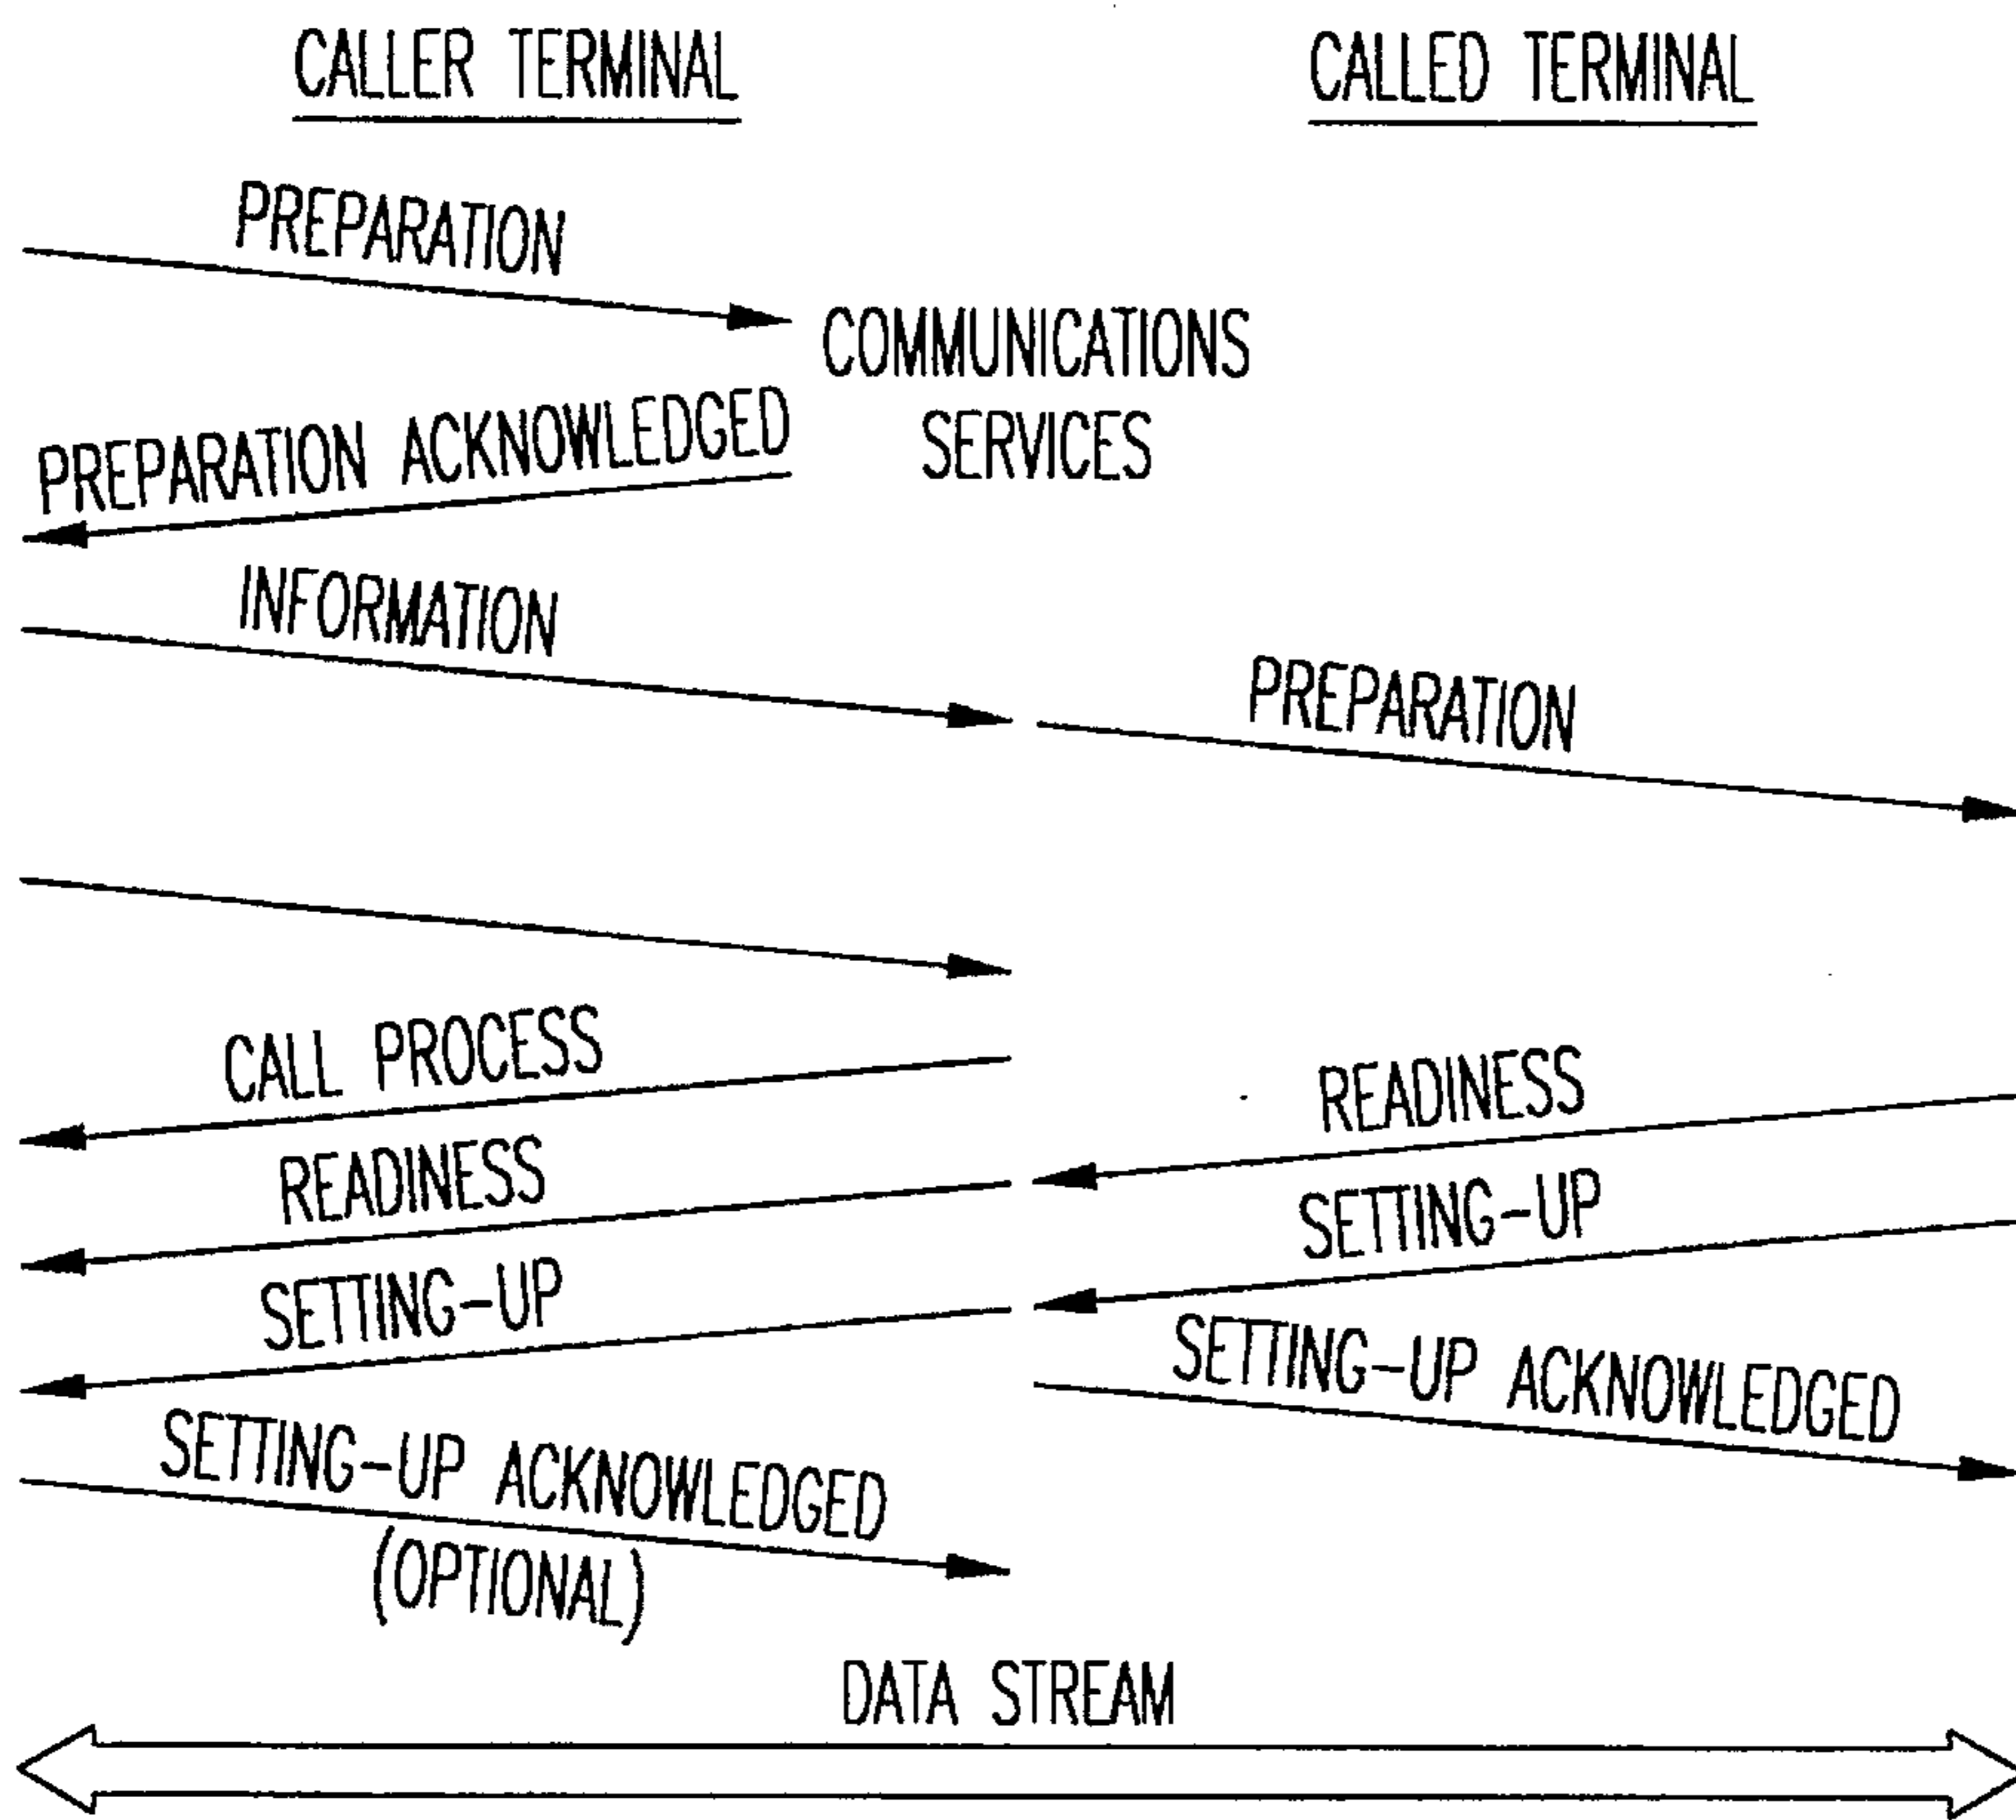 CALLER TERMINAL
CALLED TERMINAL
PREPARATION
COMMUNICATIONS
SERVICES
PREPARATION ACKNOWLEDGED
INFORMATION
PREPARATION
CALL PROCESS
READINESS
READINESS
SETTING-UP
SETTING-UP
SETTING-UP ACKNOWLEDGED
SETTING-UP ACKNOWLEDGED
(OPTIONAL)
DATA STREAM